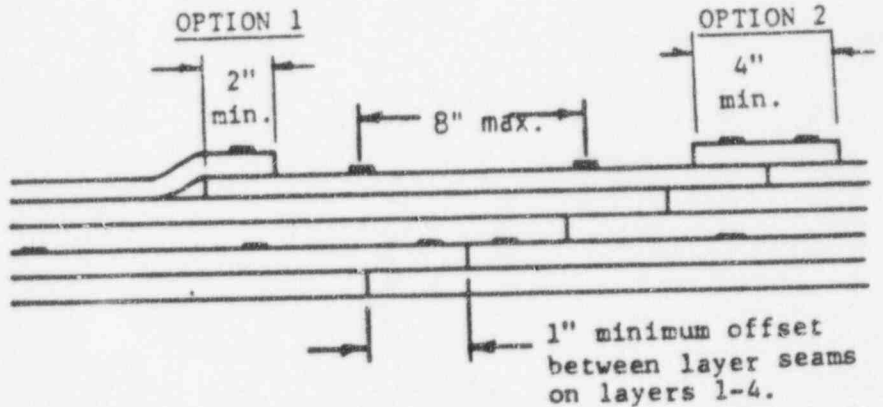 OPTION 1
OPTION 2
2"
min.
8" max.
4"
min.
1" minimum offset
between layer seams
on layers 1-4.